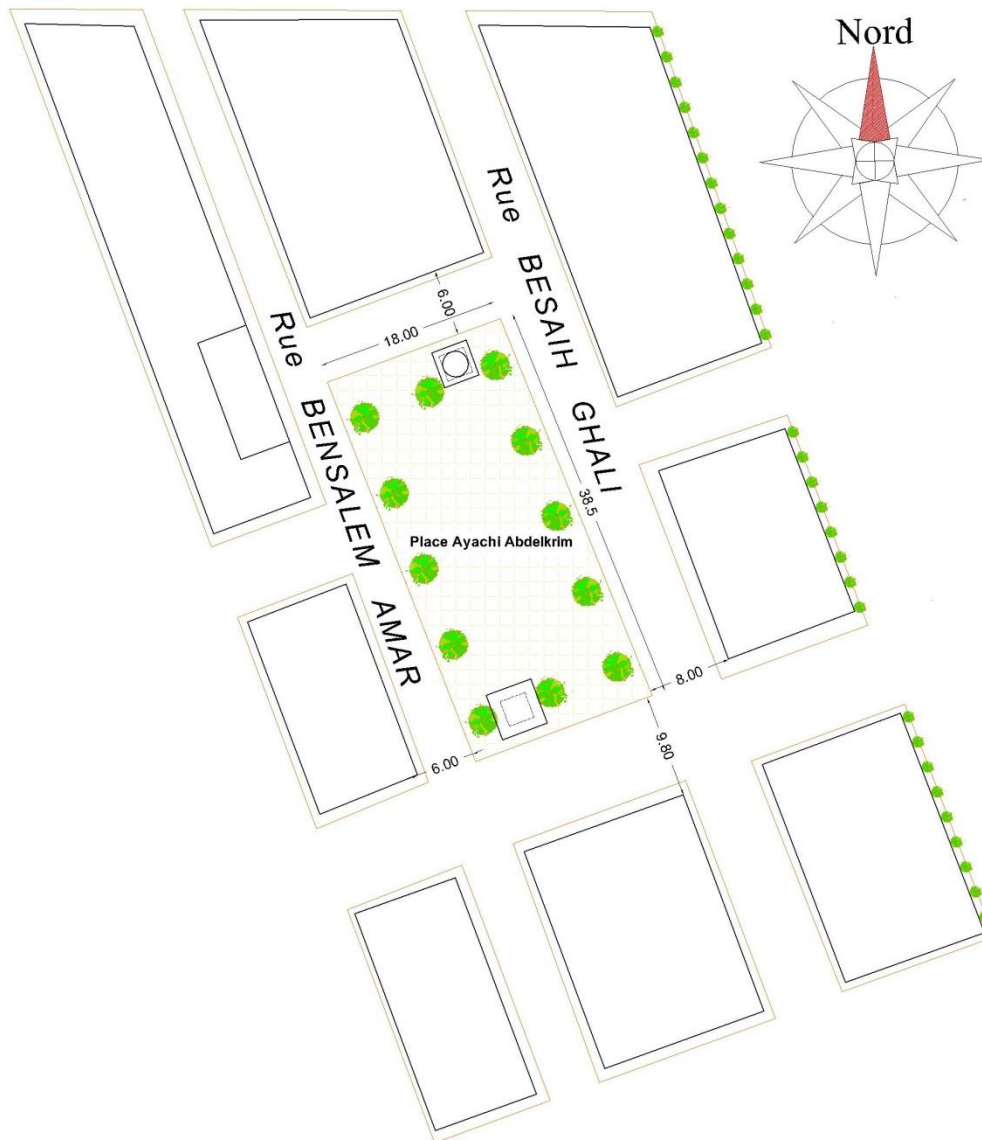 Nord
Rue BESAIH GHALI
6.00
18.00
Rue BENSALEM AMAR
38.5
Place Ayachi Abdelkrim
8.00
9.80
6.00